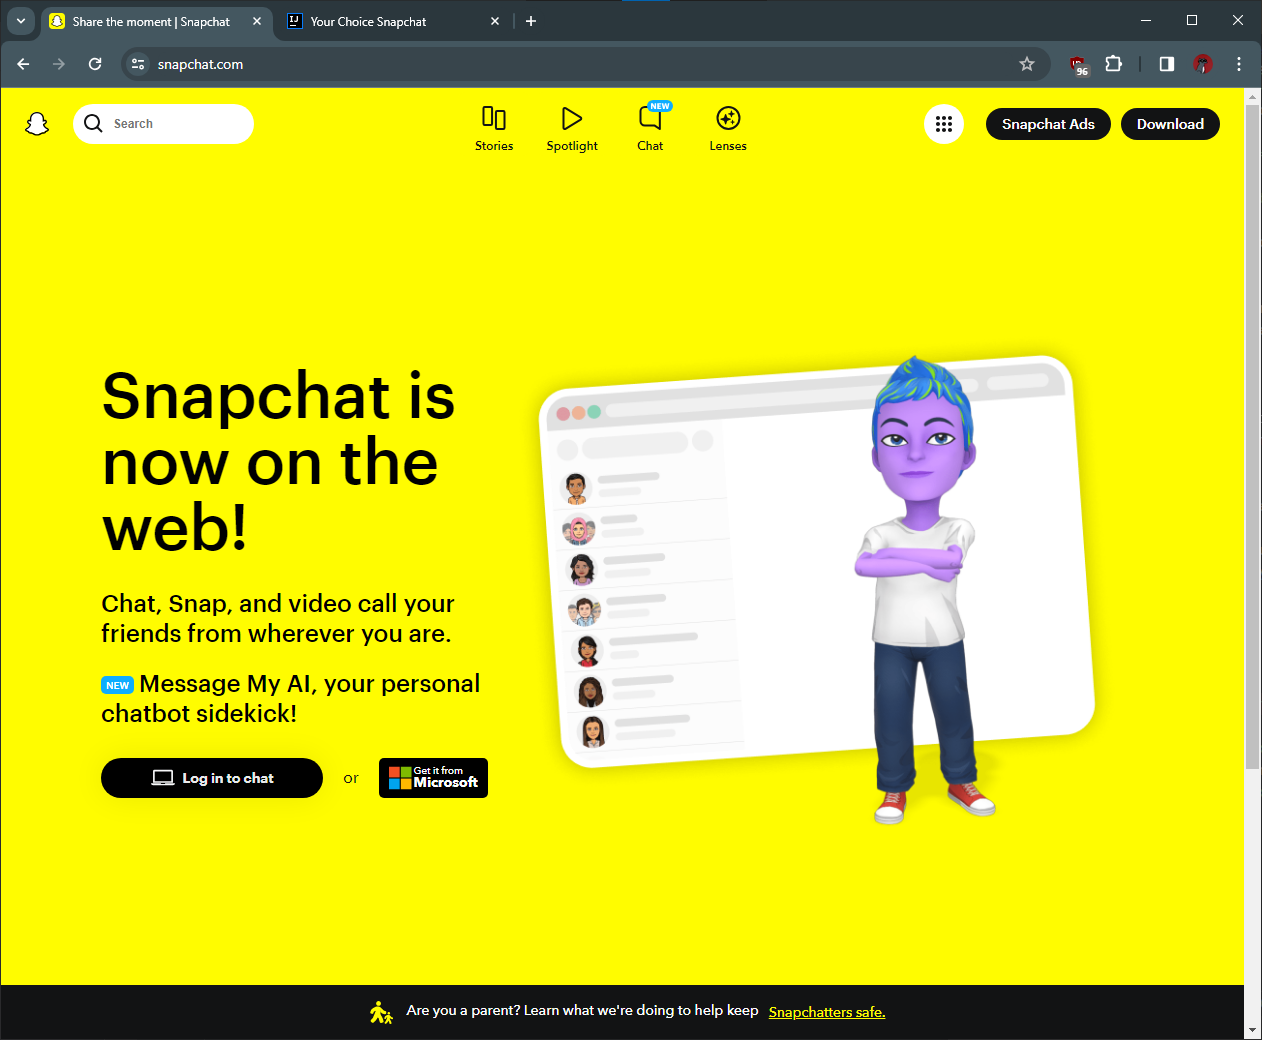 Share the moment | Snapchat
Your Choice Snapchat
snapchat.com
96
Search
Stories
Spotlight
NEW
Chat
Lenses
Snapchat Ads
Download
Snapchat is
now on the
web!
Chat, Snap, and video call your
friends from wherever you are.
NEW Message My AI, your personal
chatbot sidekick!
Log in to chat
or
Get it from
Microsoft
Are you a parent? Learn what we're doing to help keep Snapchatters safe.